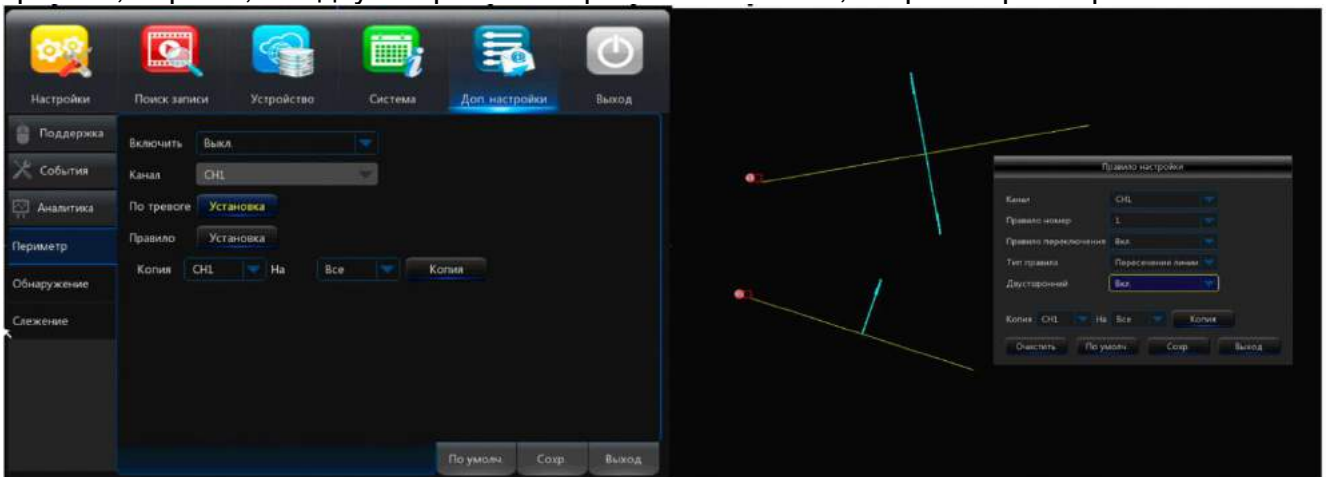 Настройки Поиск записи Устройство Система Доп. настройки Выход
Поддержка
События
Аналитика
Периметр
Обнаружение
Слежение
Включить Выкл.
Канал CH1
По тревоге Установка
Правило Установка
Копия CH1 На Все Копия
По умолч. Сохр. Выход
Правило настройки
Канал CH1
Правило номер 1
Правило переключения Вкл.
Тип правила Пересечение линии
Двусторонний Вкл.
Копия CH1 На Все Копия
Очистить По умолч. Сохр. Выход